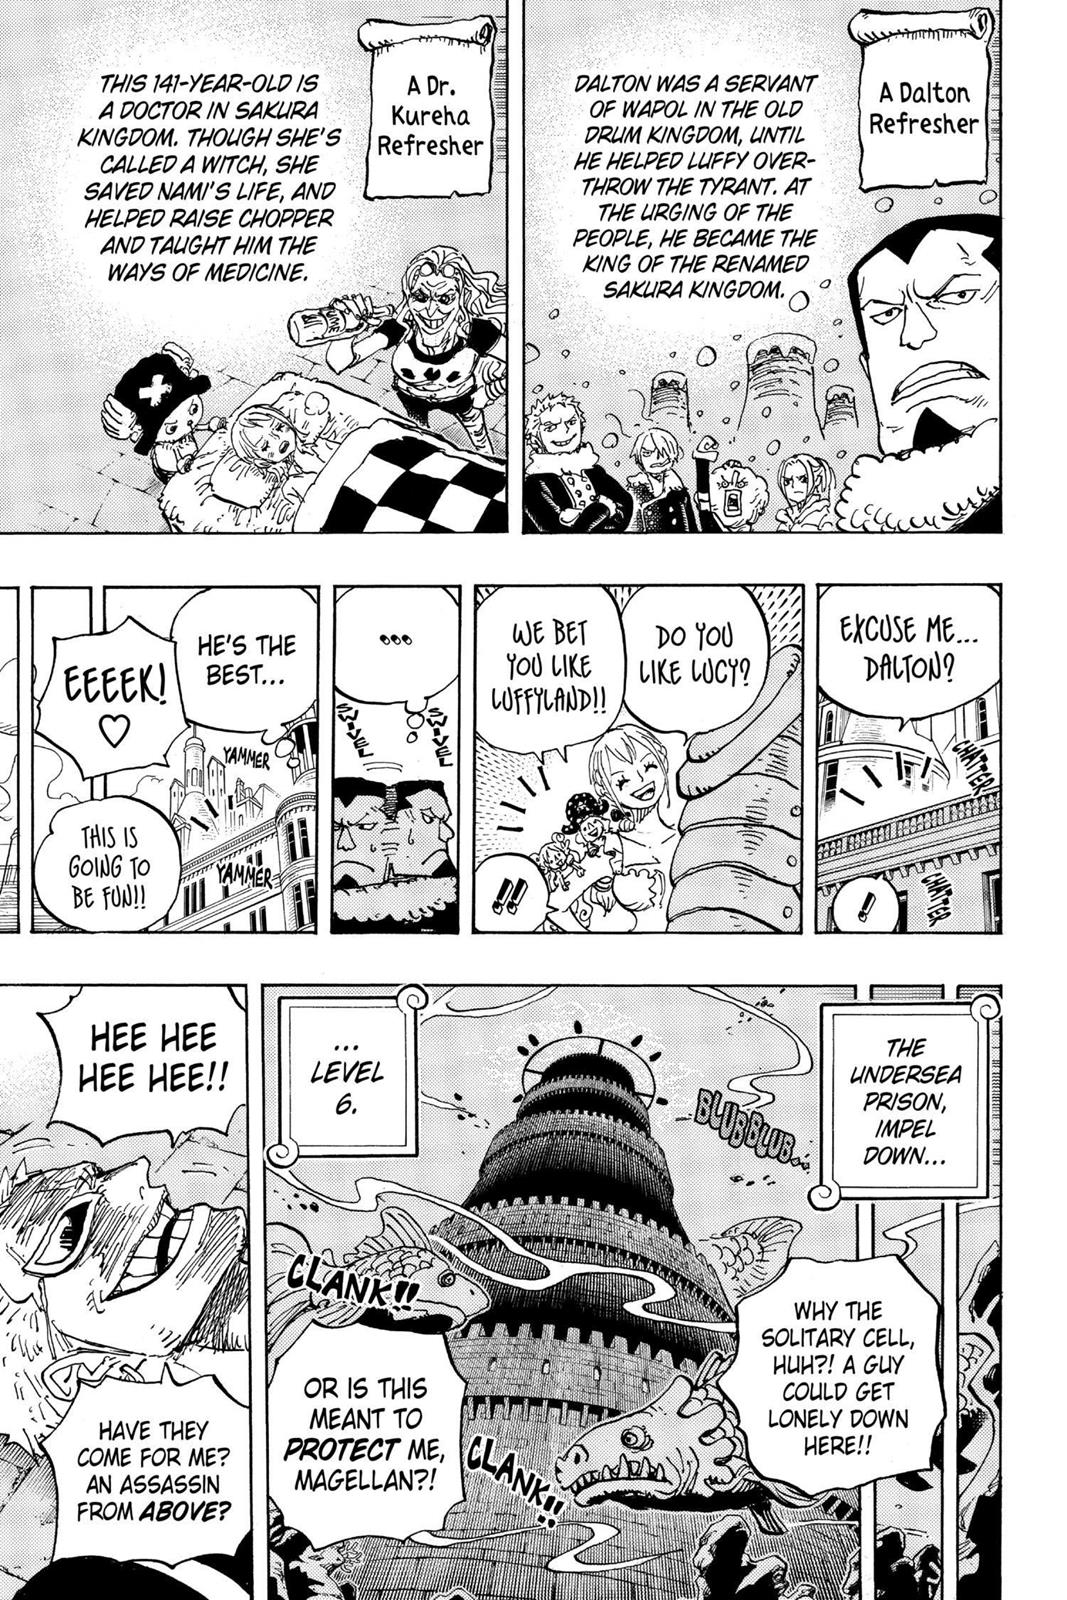 A Dalton
Refresher
DALTON WAS A SERVANT
OF WAPOL IN THE OLD
DRUM KINGDOM, UNTIL
HE HELPED LUFFY OVER-
THROW THE TYRANT. AT
THE URGING OF THE
PEOPLE, HE BECAME THE
KING OF THE RENAMED
SAKURA KINGDOM.
A Dr.
Kureha
Refresher
THIS 141-YEAR-OLD IS
A DOCTOR IN SAKURA
KINGDOM. THOUGH SHE'S
CALLED A WITCH, SHE
SAVED NAMI'S LIFE, AND
HELPED RAISE CHOPPER
AND TAUGHT HIM THE
WAYS OF MEDICINE.
EXCUSE ME...
DALTON?
CHATTER
CHATTER
!
DO YOU
LIKE LUCY?
WE BET
YOU LIKE
LUFFYLAND!!
!!
...
SWIVEL
SWIVEL
HE'S THE
BEST...
YAMMER
YAMMER
EEEEK!
♡
THIS IS
GOING TO
BE FUN!!
THE
UNDERSEA
PRISON,
IMPEL
DOWN...
BLUB BLUB...
...
LEVEL
6.
WHY THE
SOLITARY CELL,
HUH?! A GUY
COULD GET
LONELY DOWN
HERE!!
CLANK!!
CLANK!!
OR IS THIS
MEANT TO
PROTECT ME,
MAGELLAN?!
HEE HEE
HEE HEE!!
HAVE THEY
COME FOR ME?
AN ASSASSIN
FROM ABOVE?